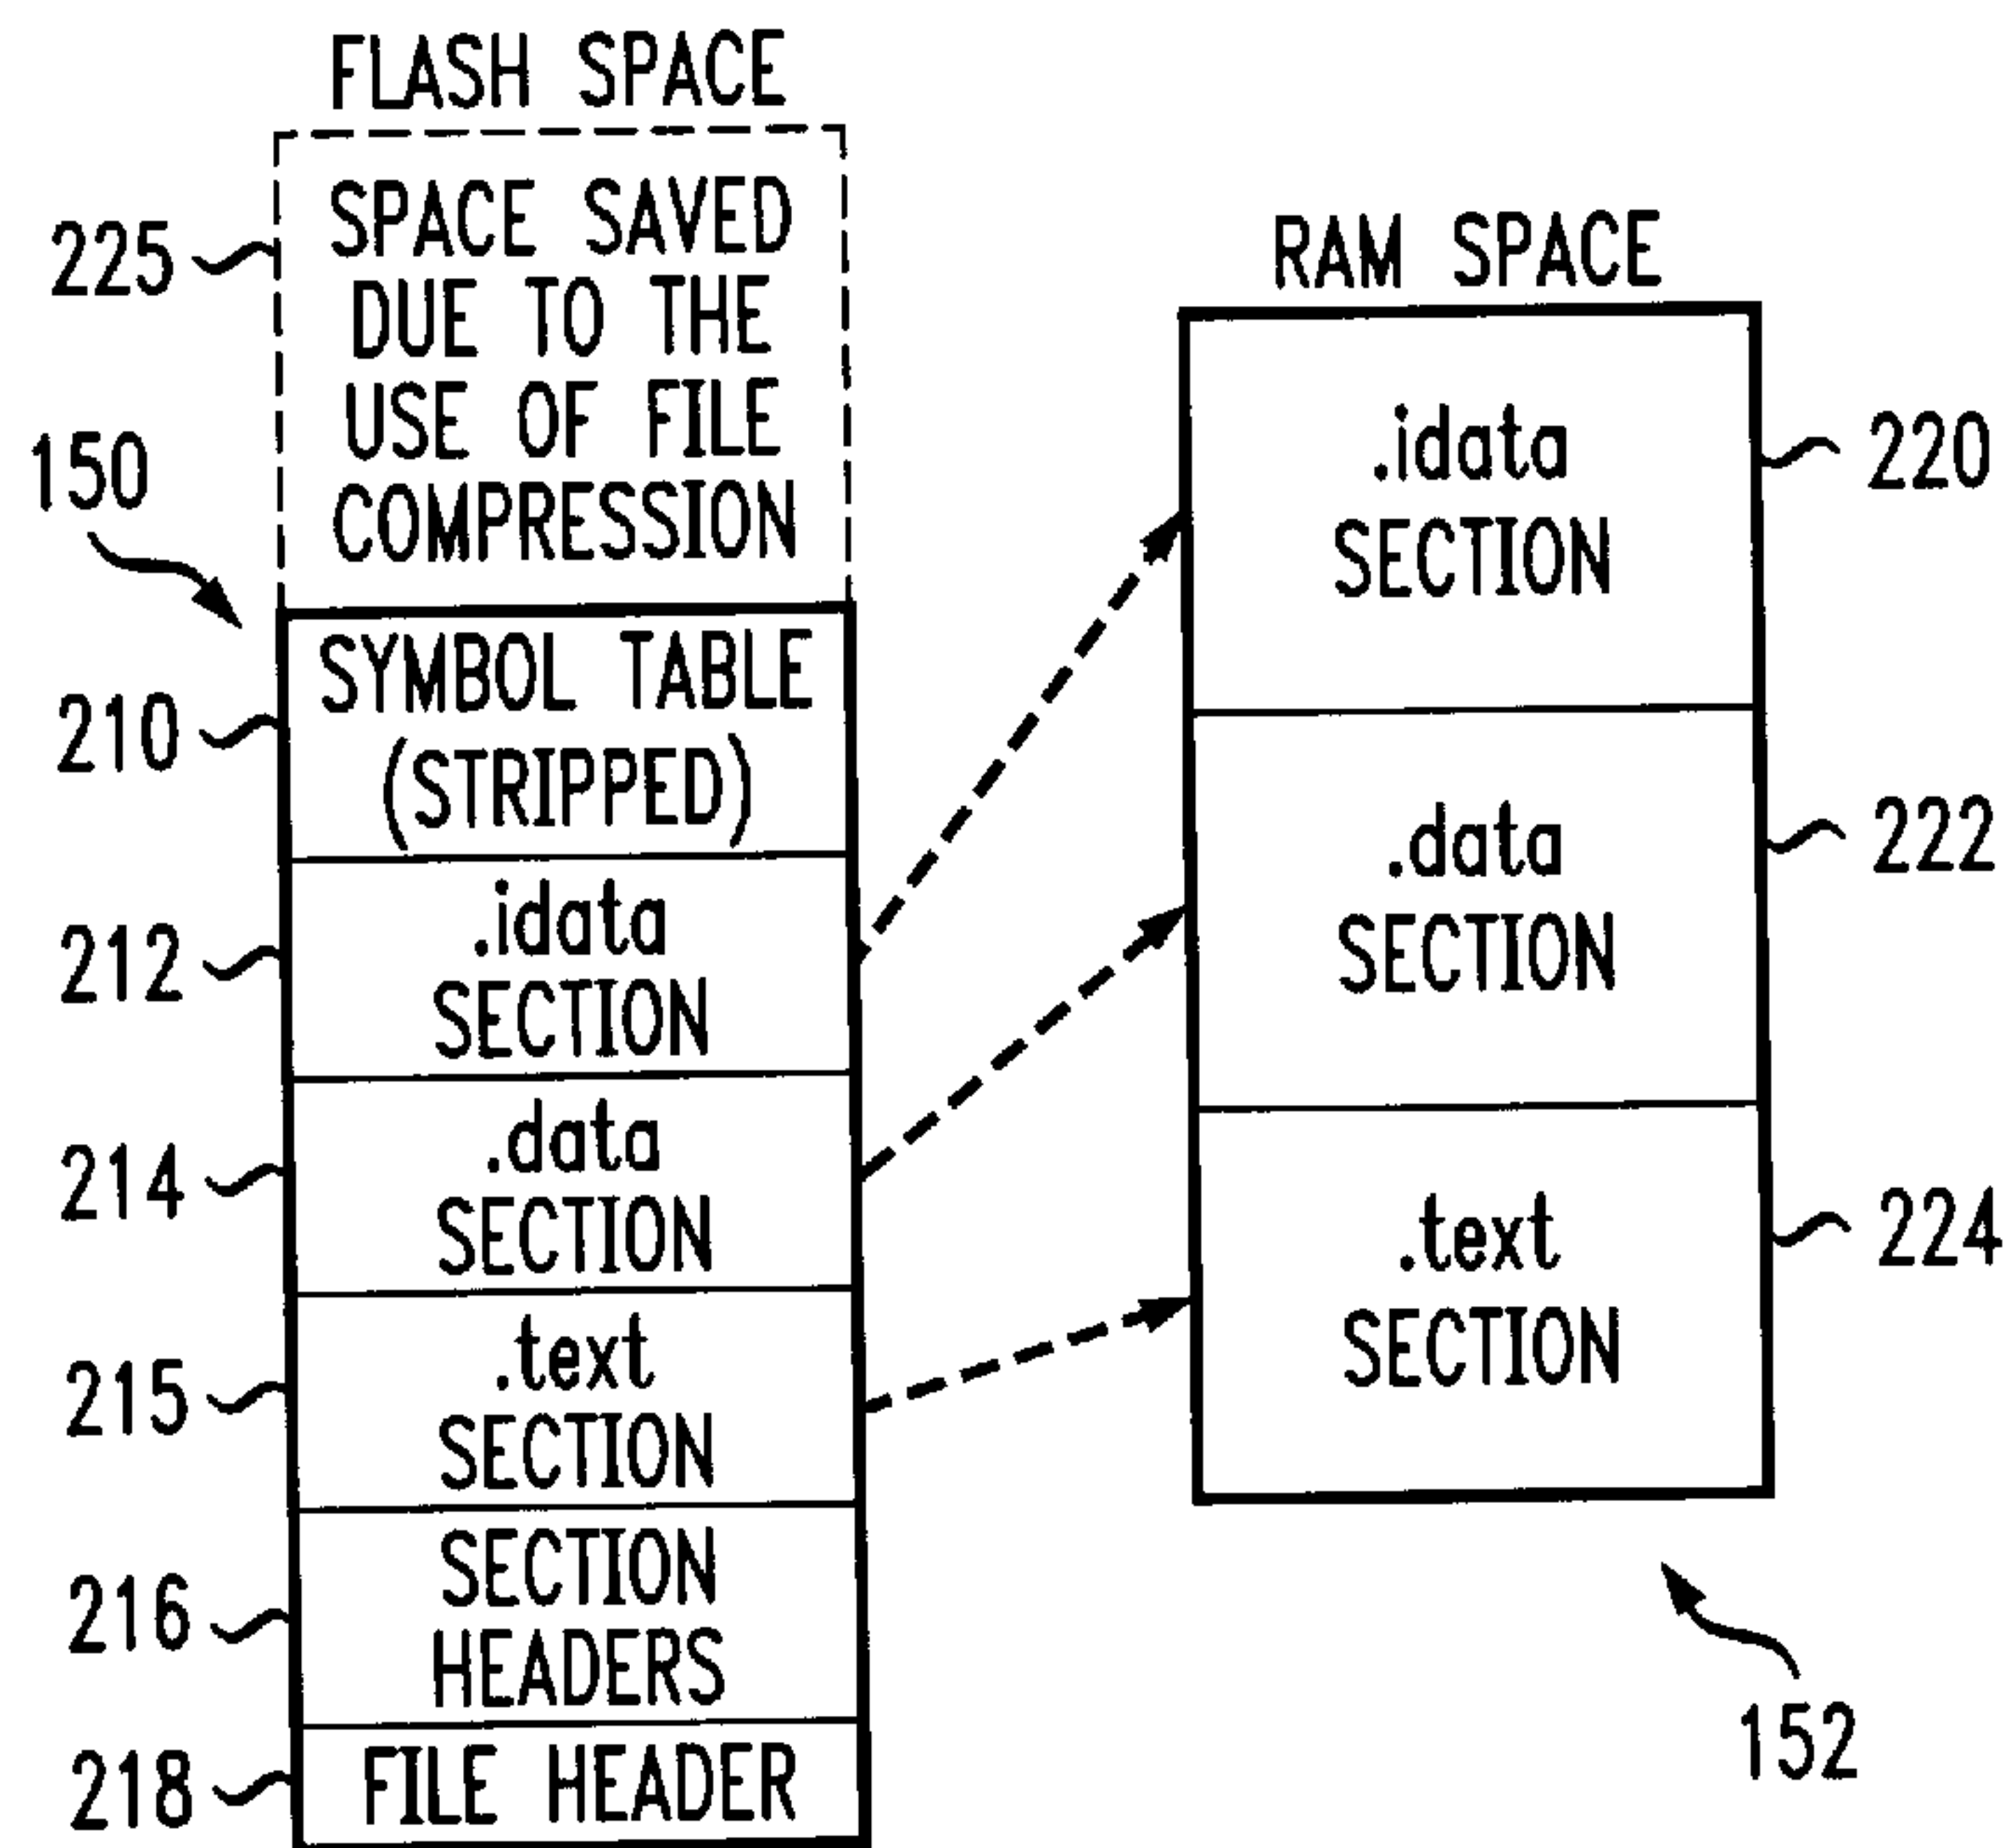 FLASH SPACE
225
SPACE SAVED
DUE TO THE
USE OF FILE
COMPRESSION
150
210
SYMBOL TABLE
(STRIPPED)
212
.idata
SECTION
214
.data
SECTION
215
.text
SECTION
216
SECTION
HEADERS
218
FILE HEADER
RAM SPACE
.idata
SECTION
220
.data
SECTION
222
.text
SECTION
224
152